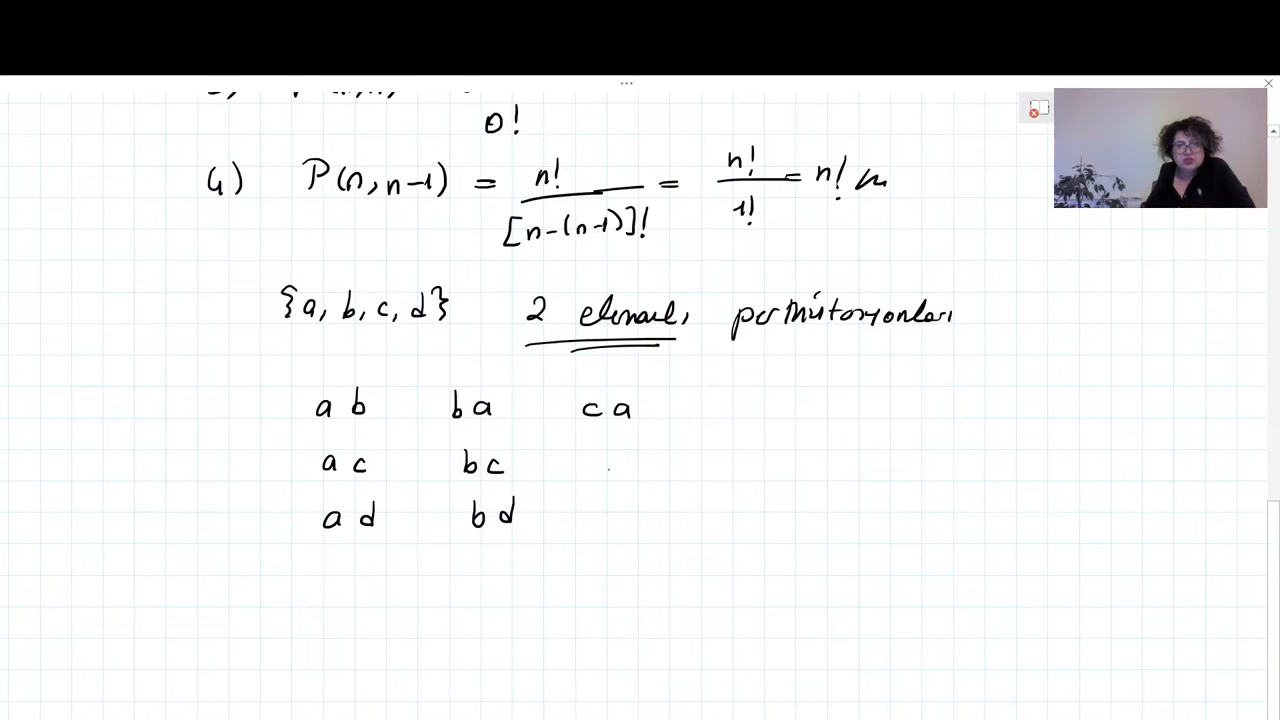 0!
4) P(n, n-1) = n! / [n-(n-1)]! = n! / 1! = n!
{a, b, c, d} 2 elemanlı permütasyonları
a b b a c a
a c b c
a d b d